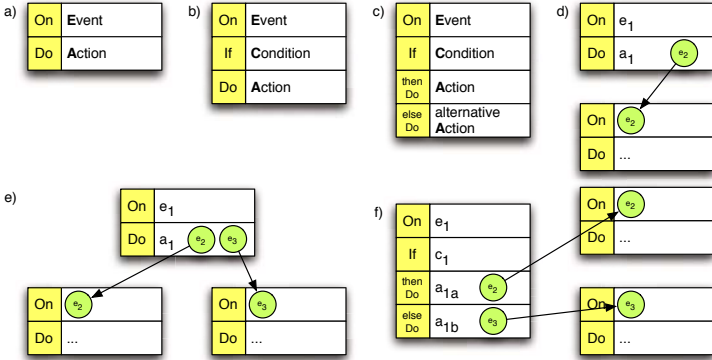 a)
On Event
Do Action
b)
On Event
If Condition
Do Action
c)
On Event
If Condition
then Do Action
else Do alternative Action
d)
On e1
Do a1 e2
On e2
Do ...
e)
On e1
Do a1 e2 e3
On e2
Do ...
On e3
Do ...
f)
On e1
If c1
then Do a1a e2
else Do a1b e3
On e2
Do ...
On e3
Do ...